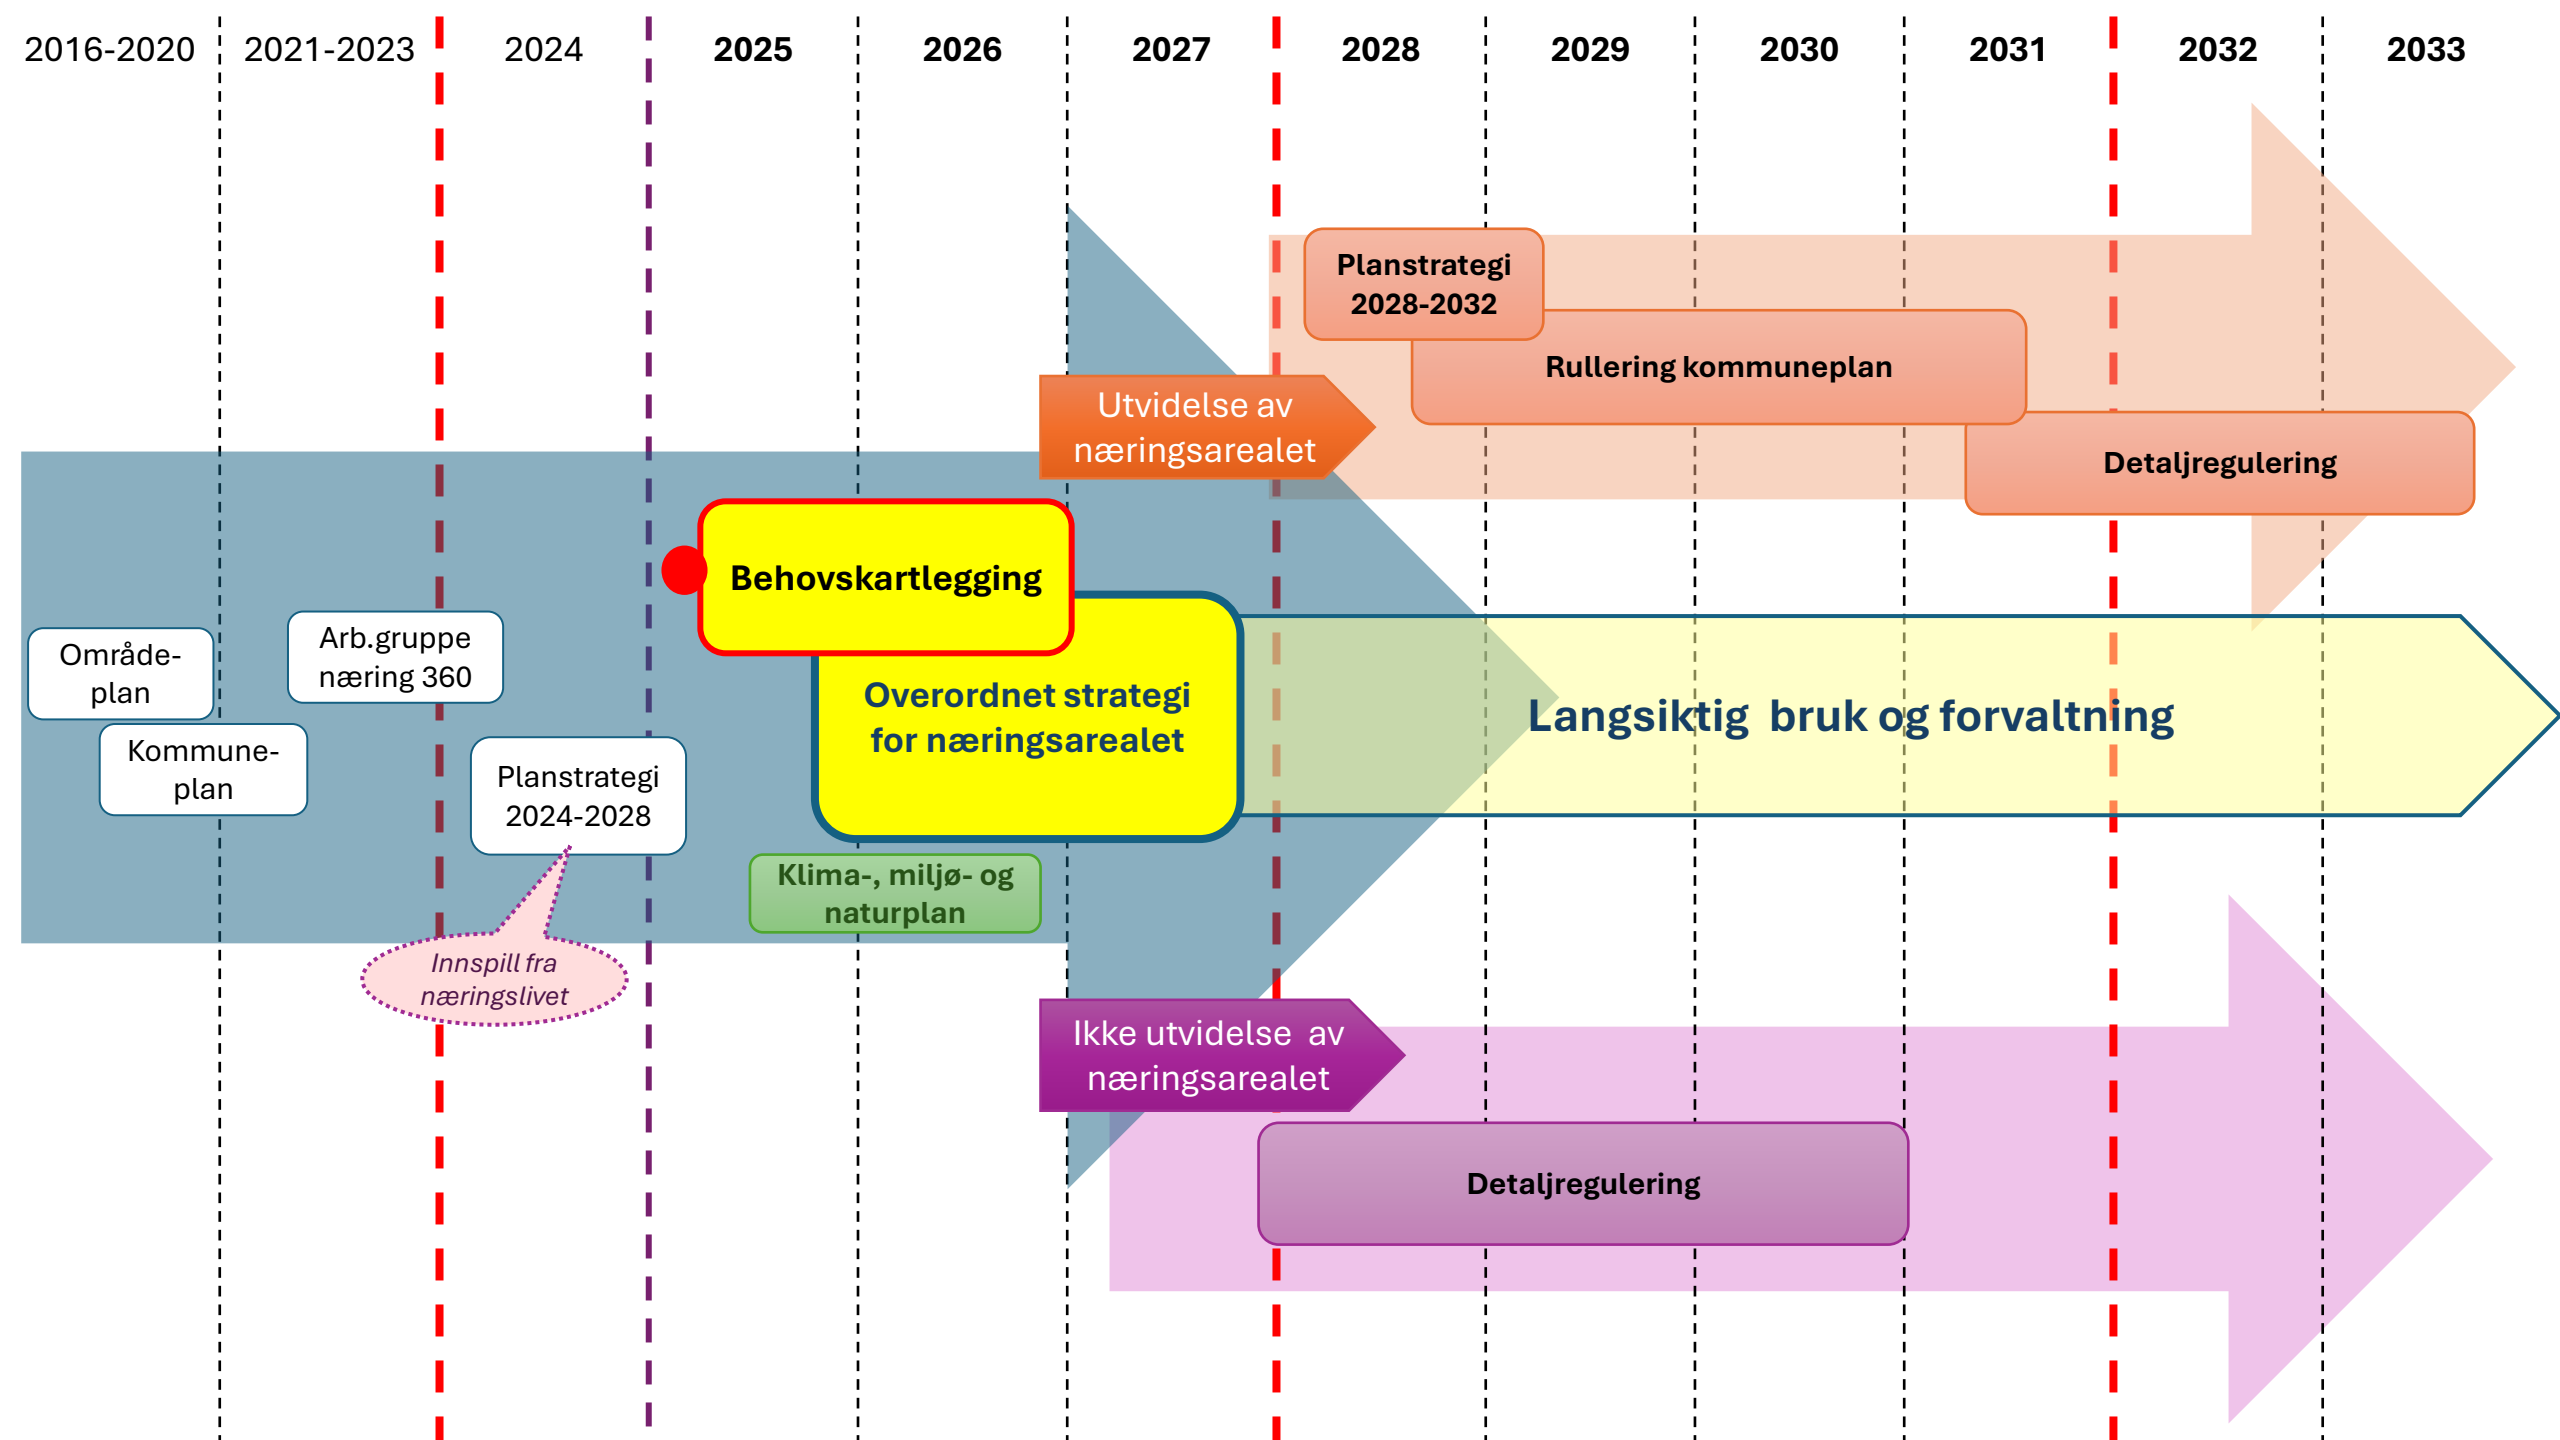 2016-2020 2021-2023 2024 2025 2026 2027 2028 2029 2030 2031 2032 2033
Planstrategi
2028-2032
Rullering kommuneplan
Detaljregulering
Utvidelse av
næringsarealet
Behovskartlegging
Overordnet strategi
for næringsarealet
Langsiktig  bruk og forvaltning
Område-
plan
Kommune-
plan
Arb.gruppe
næring 360
Planstrategi
2024-2028
Klima-, miljø- og
naturplan
Innspill fra
næringslivet
Ikke utvidelse  av
næringsarealet
Detaljregulering